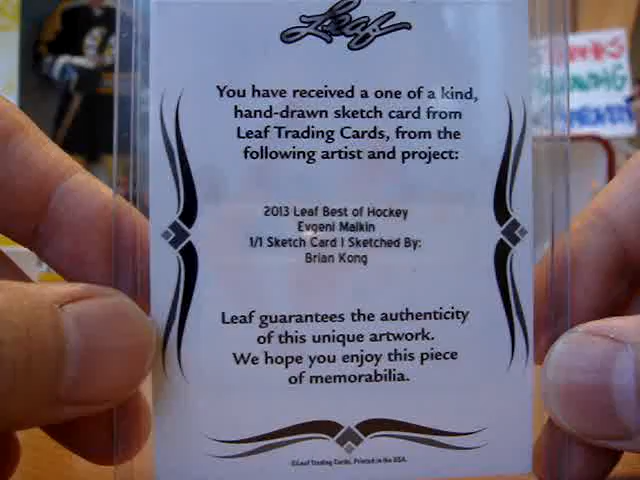 Leaf
You have received a one of a kind,
hand-drawn sketch card from
Leaf Trading Cards, from the
following artist and project:
2013 Leaf Best of Hockey
Evgeni Malkin
1/1 Sketch Card | Sketched By:
Brian Kong
Leaf guarantees the authenticity
of this unique artwork.
We hope you enjoy this piece
of memorabilia.
©Leaf Trading Cards, Printed in the USA.